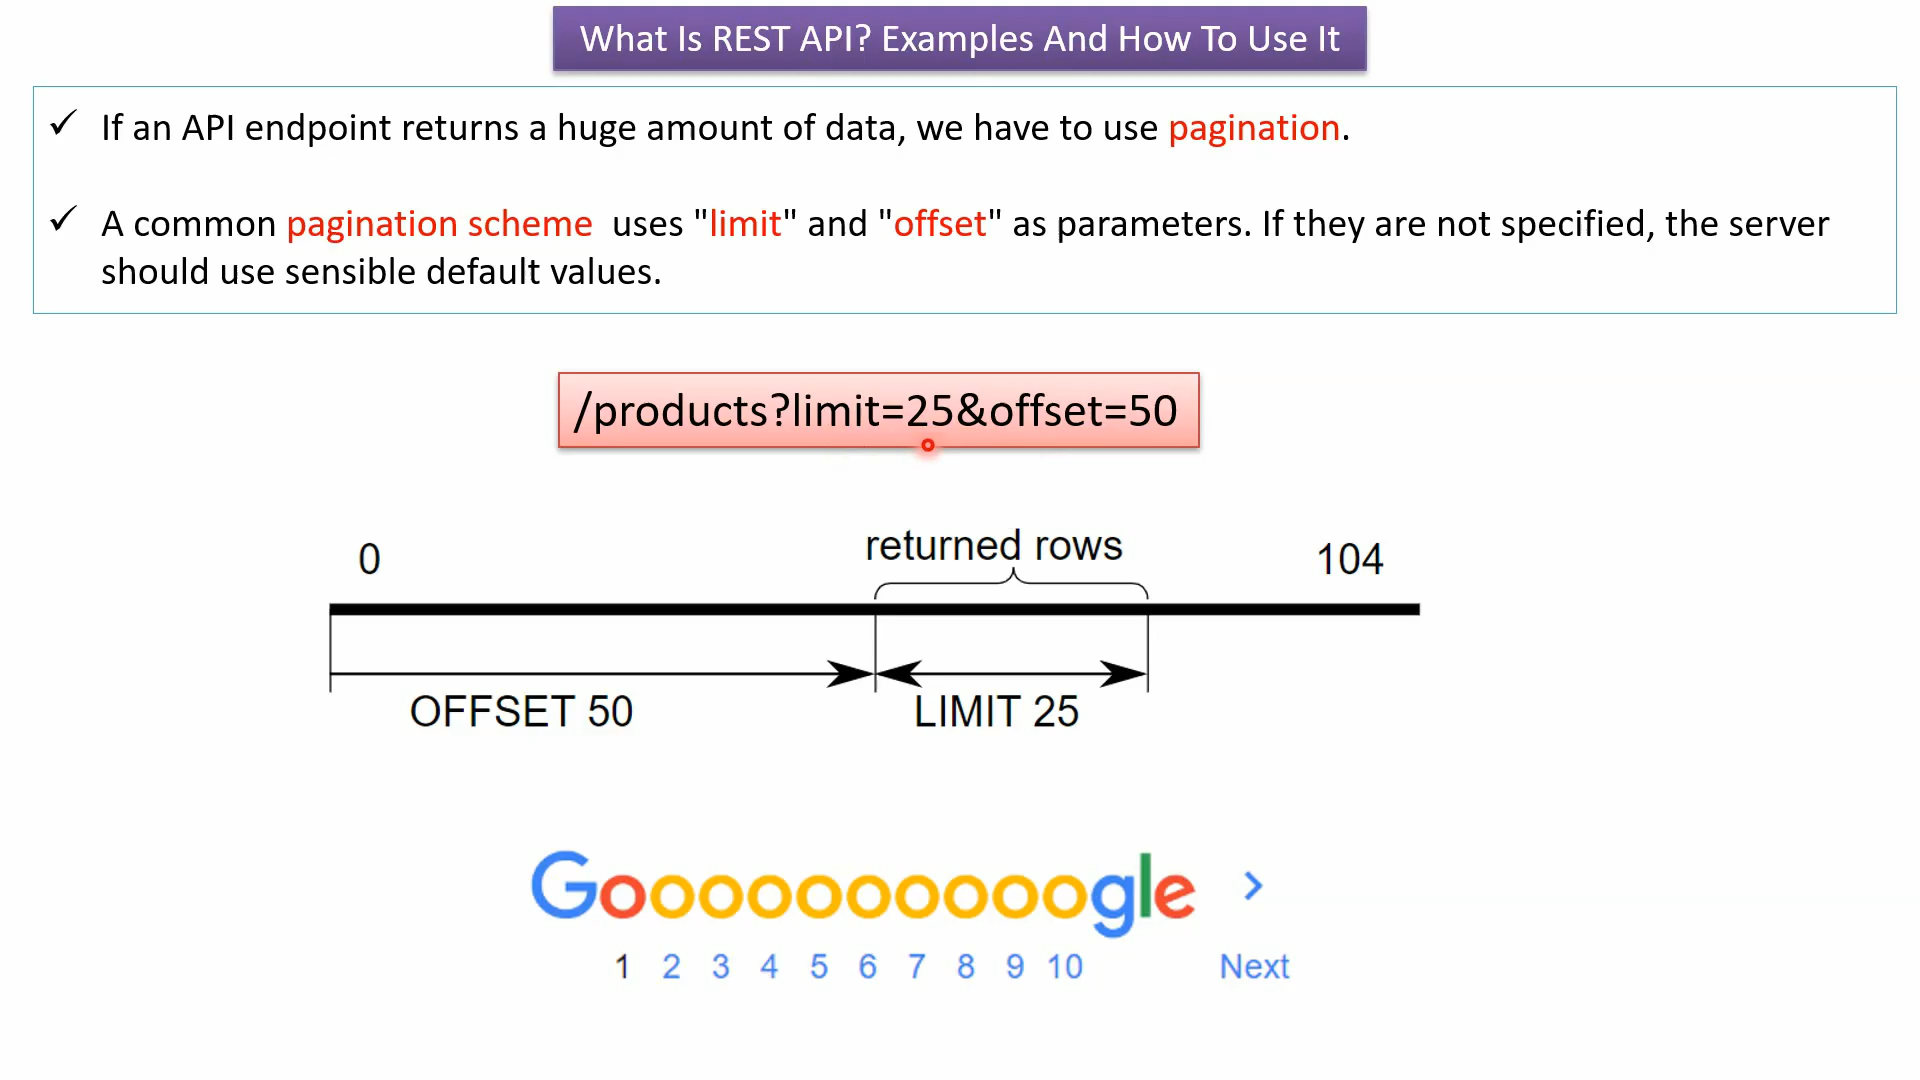 What Is REST API? Examples And How To Use It
✓ If an API endpoint returns a huge amount of data, we have to use pagination.
✓ A common pagination scheme uses "limit" and "offset" as parameters. If they are not specified, the server
should use sensible default values.
/products?limit=25&offset=50
returned rows
0 104
OFFSET 50 LIMIT 25
Goooooooooogle >
1 2 3 4 5 6 7 8 9 10 Next